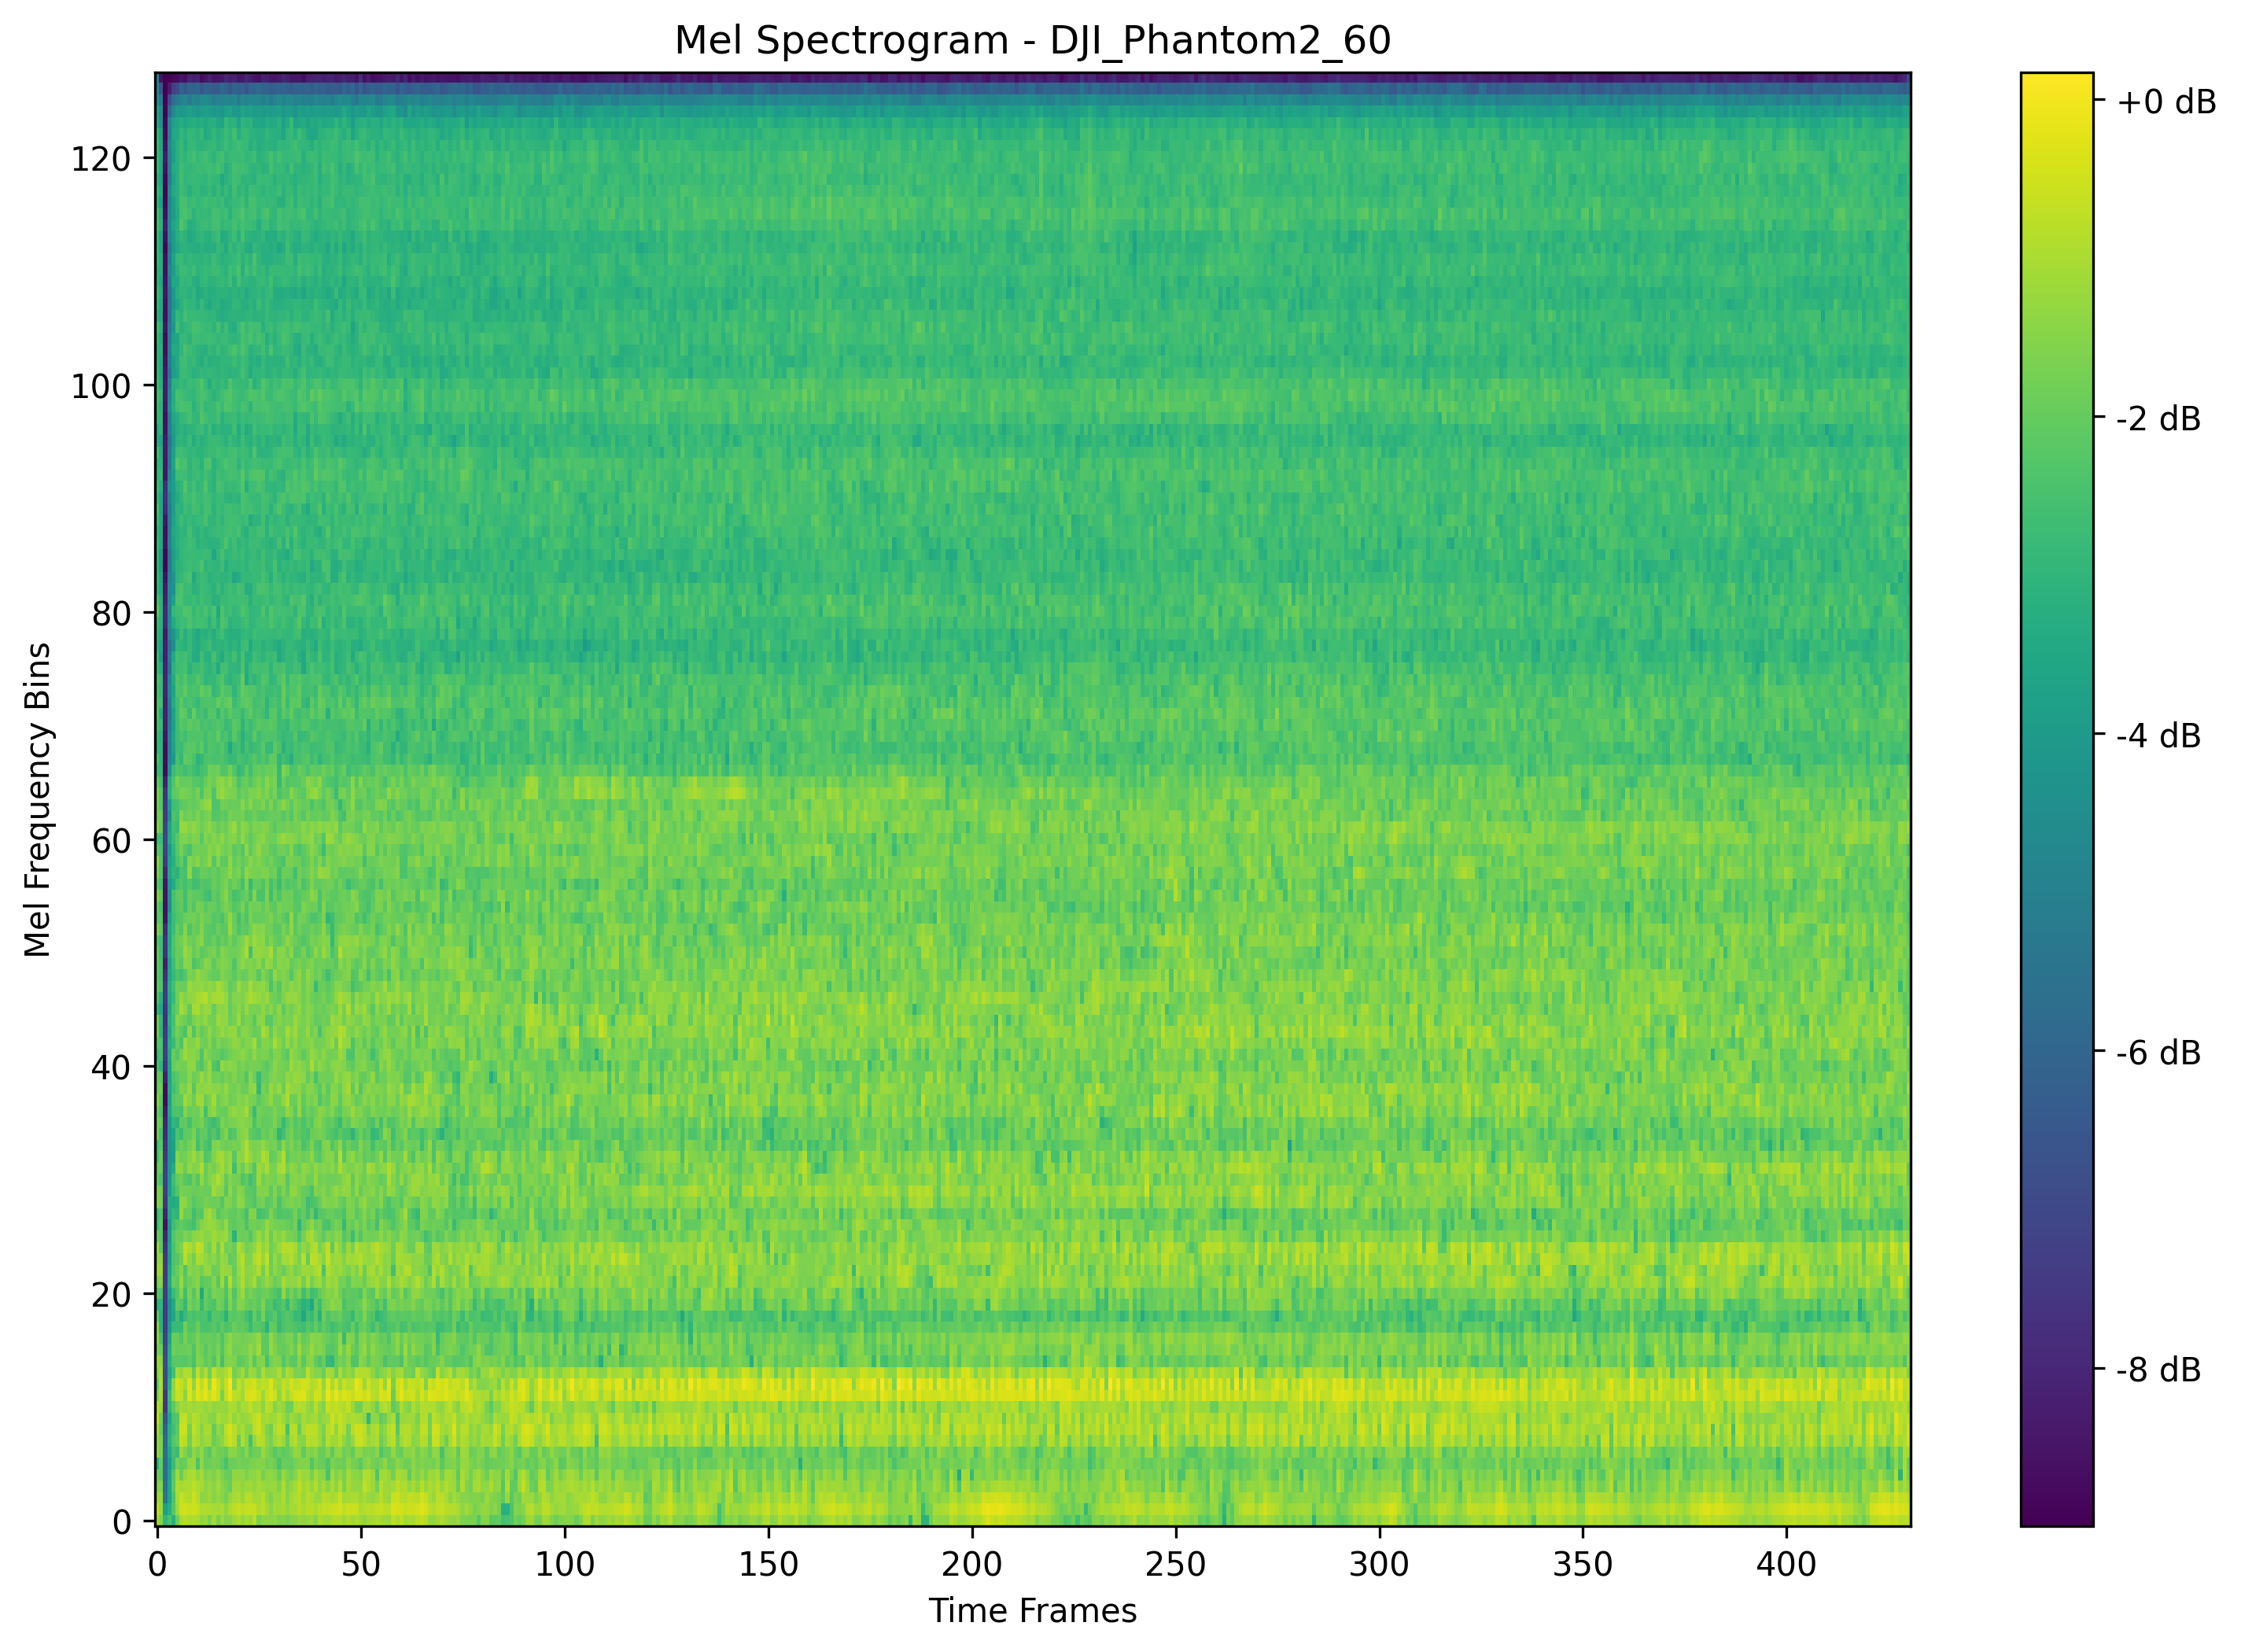 Mel Spectrogram - DJI_Phantom2_60
Mel Frequency Bins
120
100
80
60
40
20
0
0 50 100 150 200 250 300 350 400
Time Frames
+0 dB
-2 dB
-4 dB
-6 dB
-8 dB